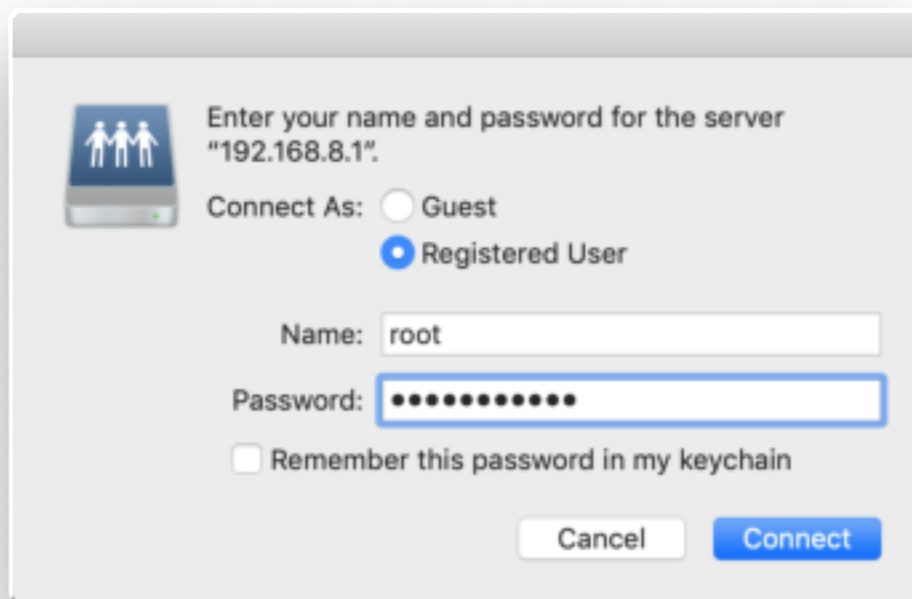 Enter your name and password for the server
“192.168.8.1”.
Connect As: Guest
Registered User
Name: root
Password: •••••••••••
Remember this password in my keychain
Cancel Connect